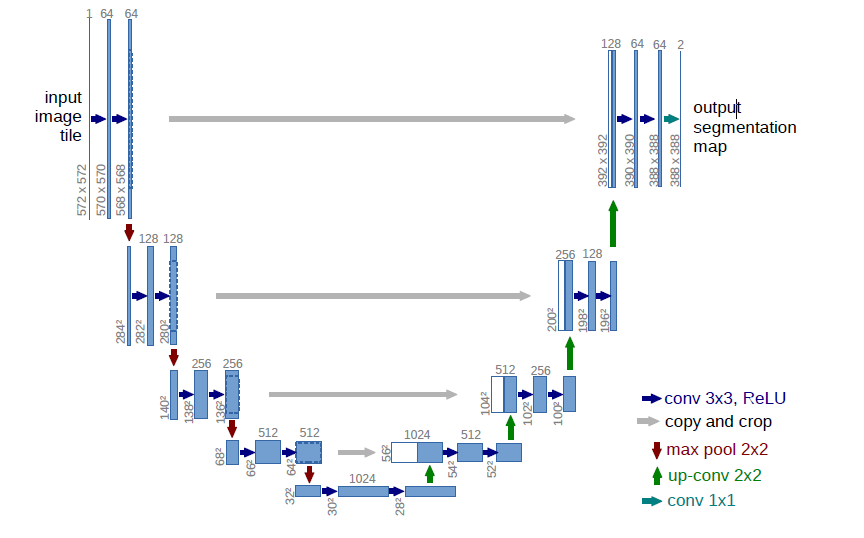 1 64 64
input
image
tile
572 x 572
570 x 570
568 x 568
128 64 64 2
output
segmentation
map
392 x 392
390 x 390
388 x 388
388 x 388
128 128
284²
282²
280²
256 128
200²
198²
196²
256 256
140²
138²
136²
512 256
104²
102²
100²
512 512
68²
66²
64²
1024 512
56²
54²
52²
1024
32²
30²
28²
conv 3x3, ReLU
copy and crop
max pool 2x2
up-conv 2x2
conv 1x1